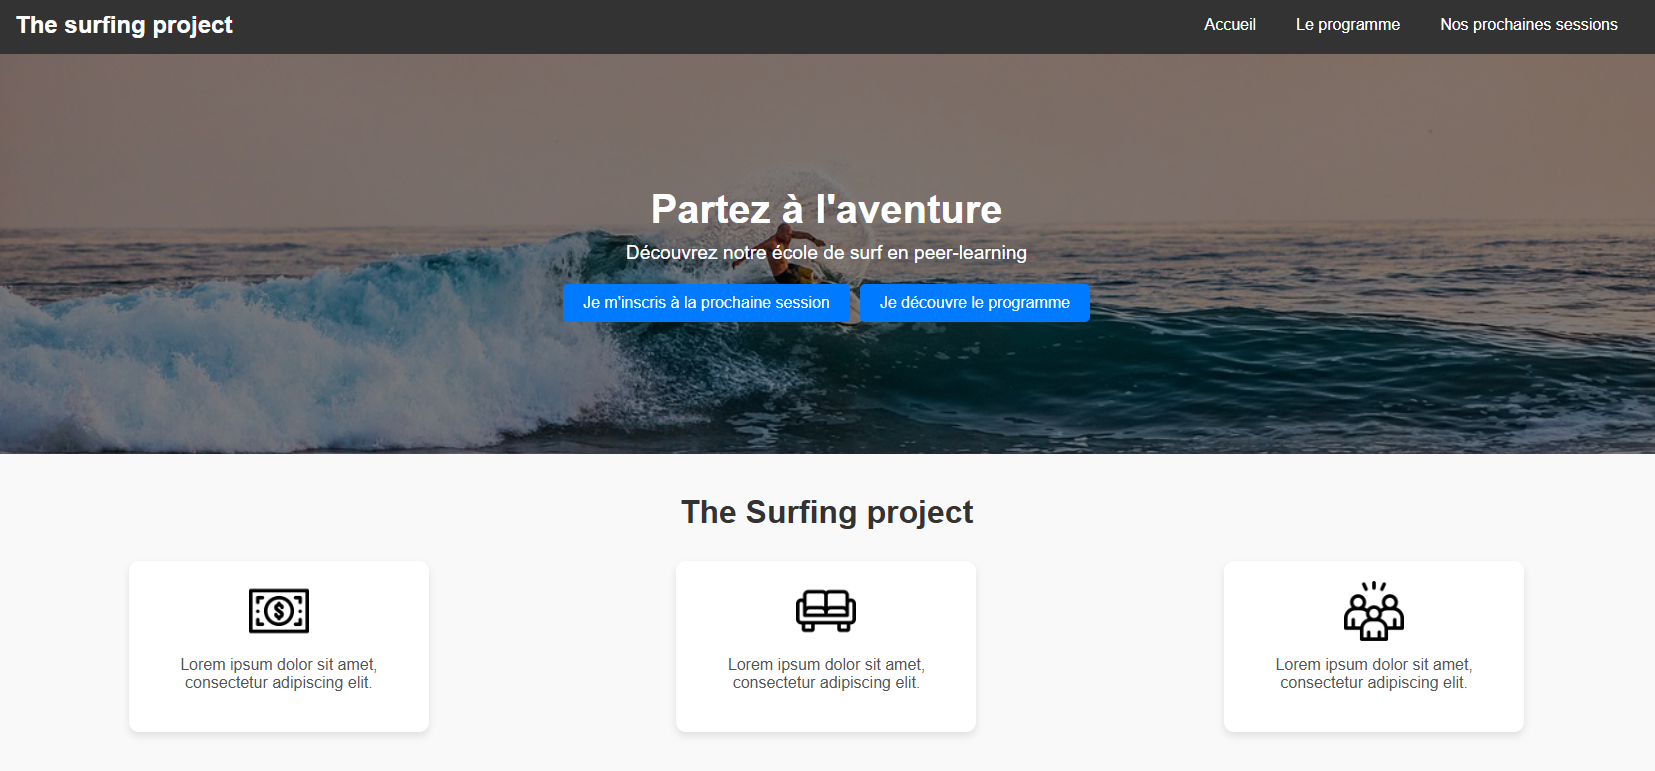 The surfing project
Accueil
Le programme
Nos prochaines sessions
Partez à l'aventure
Découvrez notre école de surf en peer-learning
Je m'inscris à la prochaine session
Je découvre le programme
The Surfing project
Lorem ipsum dolor sit amet,
consectetur adipiscing elit.
Lorem ipsum dolor sit amet,
consectetur adipiscing elit.
Lorem ipsum dolor sit amet,
consectetur adipiscing elit.